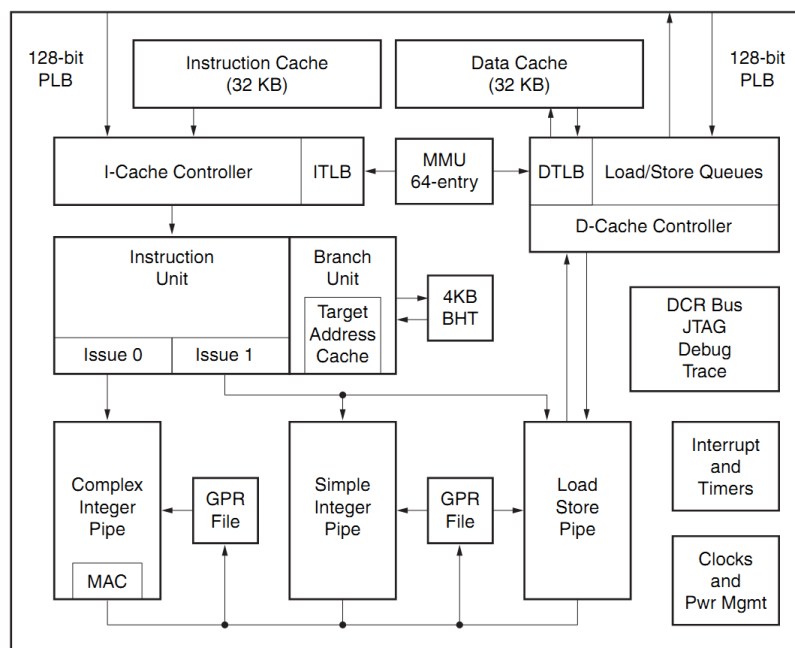 128-bit
PLB
Instruction Cache
(32 KB)
Data Cache
(32 KB)
128-bit
PLB
I-Cache Controller
ITLB
MMU
64-entry
DTLB
Load/Store Queues
D-Cache Controller
Instruction
Unit
Branch
Unit
Target
Address
Cache
4KB
BHT
Issue 0
Issue 1
DCR Bus
JTAG
Debug
Trace
Complex
Integer
Pipe
MAC
GPR
File
Simple
Integer
Pipe
GPR
File
Load
Store
Pipe
Interrupt
and
Timers
Clocks
and
Pwr Mgmt